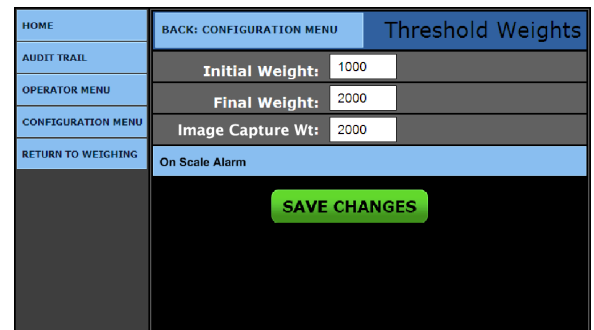 HOME
AUDIT TRAIL
OPERATOR MENU
CONFIGURATION MENU
RETURN TO WEIGHING
BACK: CONFIGURATION MENU
Threshold Weights
Initial Weight: 1000
Final Weight: 2000
Image Capture Wt: 2000
On Scale Alarm
SAVE CHANGES